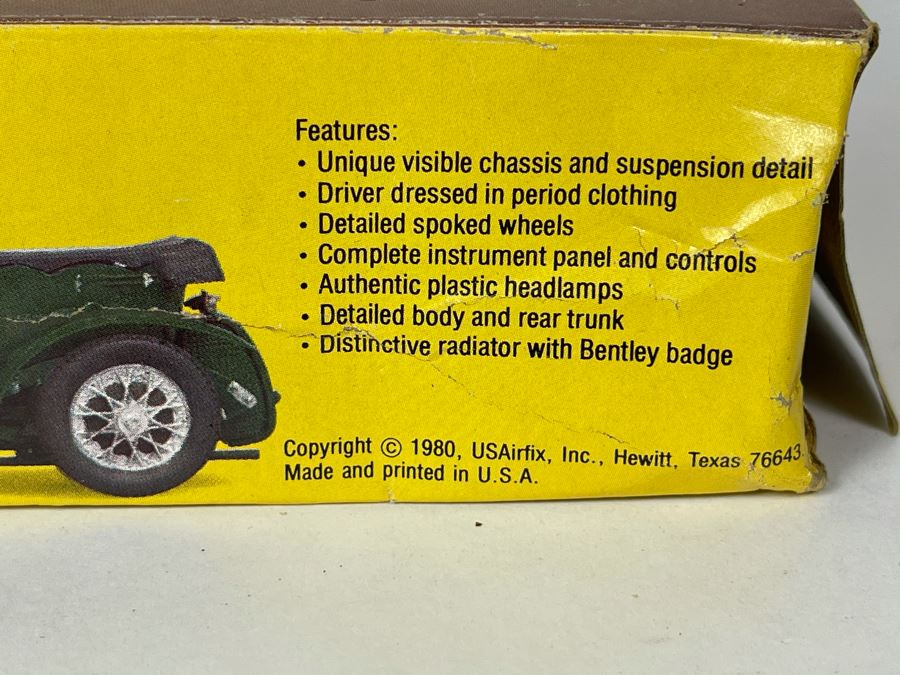 Features:
• Unique visible chassis and suspension detail
• Driver dressed in period clothing
• Detailed spoked wheels
• Complete instrument panel and controls
• Authentic plastic headlamps
• Detailed body and rear trunk
• Distinctive radiator with Bentley badge
Copyright © 1980, USAirfix, Inc., Hewitt, Texas 76643.
Made and printed in U.S.A.